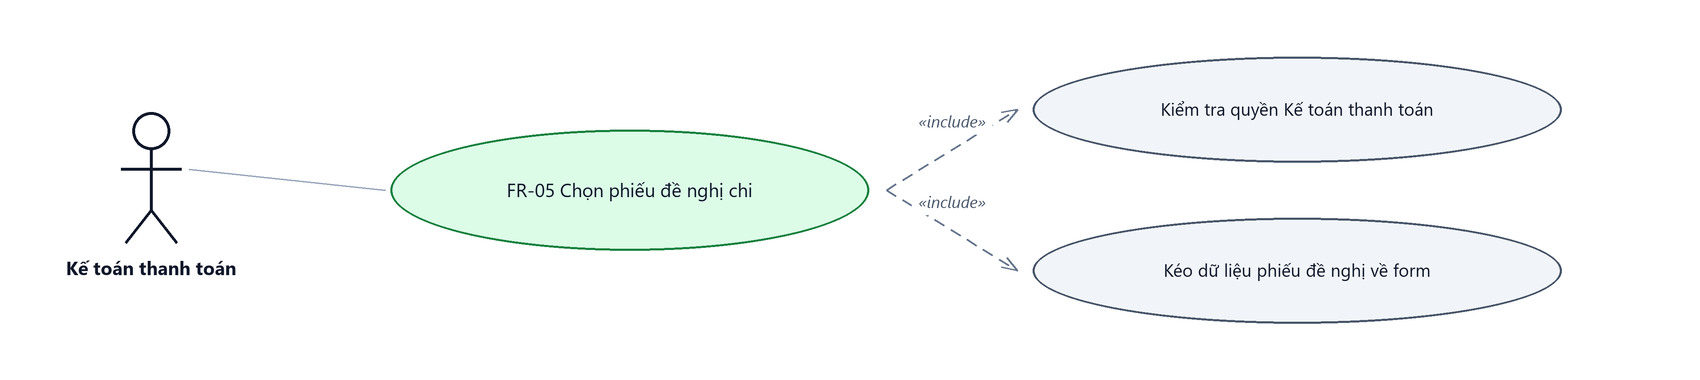 Kế toán thanh toán
FR-05 Chọn phiếu đề nghị chi
«include»
«include»
Kiểm tra quyền Kế toán thanh toán
Kéo dữ liệu phiếu đề nghị về form